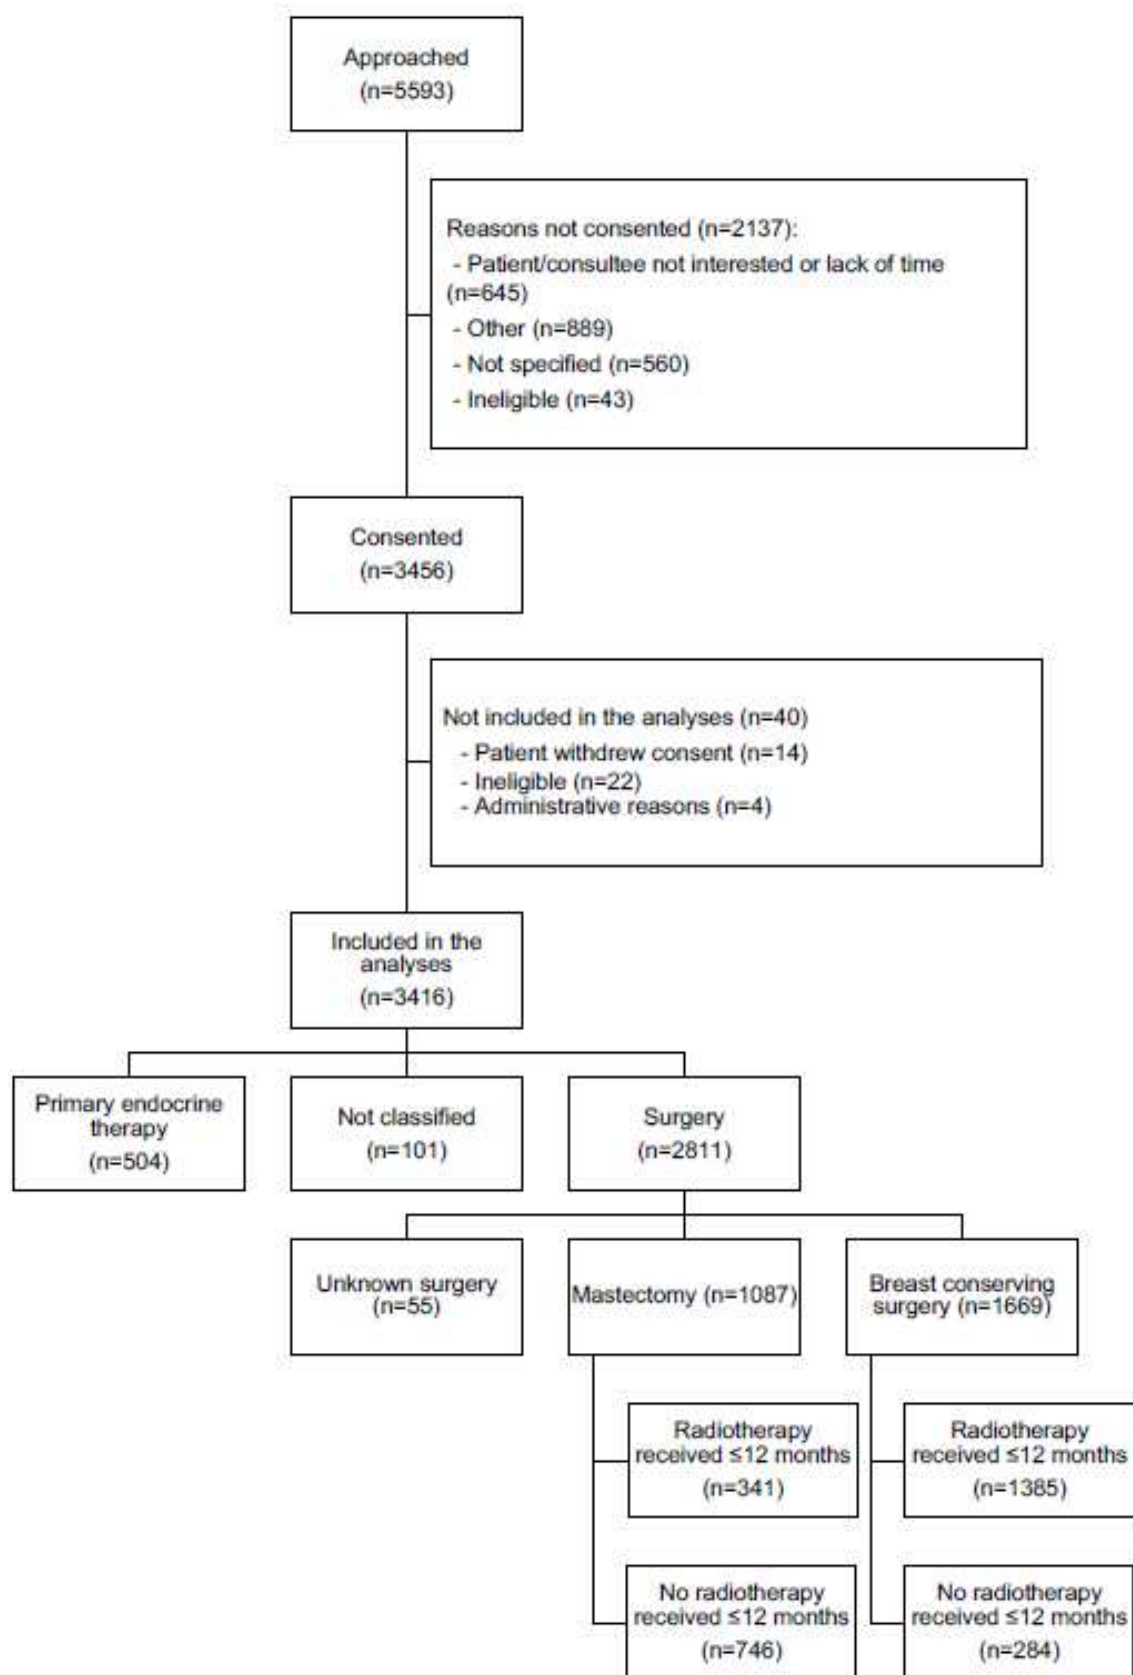 Approached
(n=5593)
Reasons not consented (n=2137):
- Patient/consultee not interested or lack of time
(n=645)
- Other (n=889)
- Not specified (n=560)
- Ineligible (n=43)
Consented
(n=3456)
Not included in the analyses (n=40)
- Patient withdrew consent (n=14)
- Ineligible (n=22)
- Administrative reasons (n=4)
Included in the
analyses
(n=3416)
Primary endocrine
therapy
(n=504)
Not classified
(n=101)
Surgery
(n=2811)
Unknown surgery
(n=55)
Mastectomy (n=1087)
Breast conserving
surgery (n=1669)
Radiotherapy
received ≤12 months
(n=341)
Radiotherapy
received ≤12 months
(n=1385)
No radiotherapy
received ≤12 months
(n=746)
No radiotherapy
received ≤12 months
(n=284)